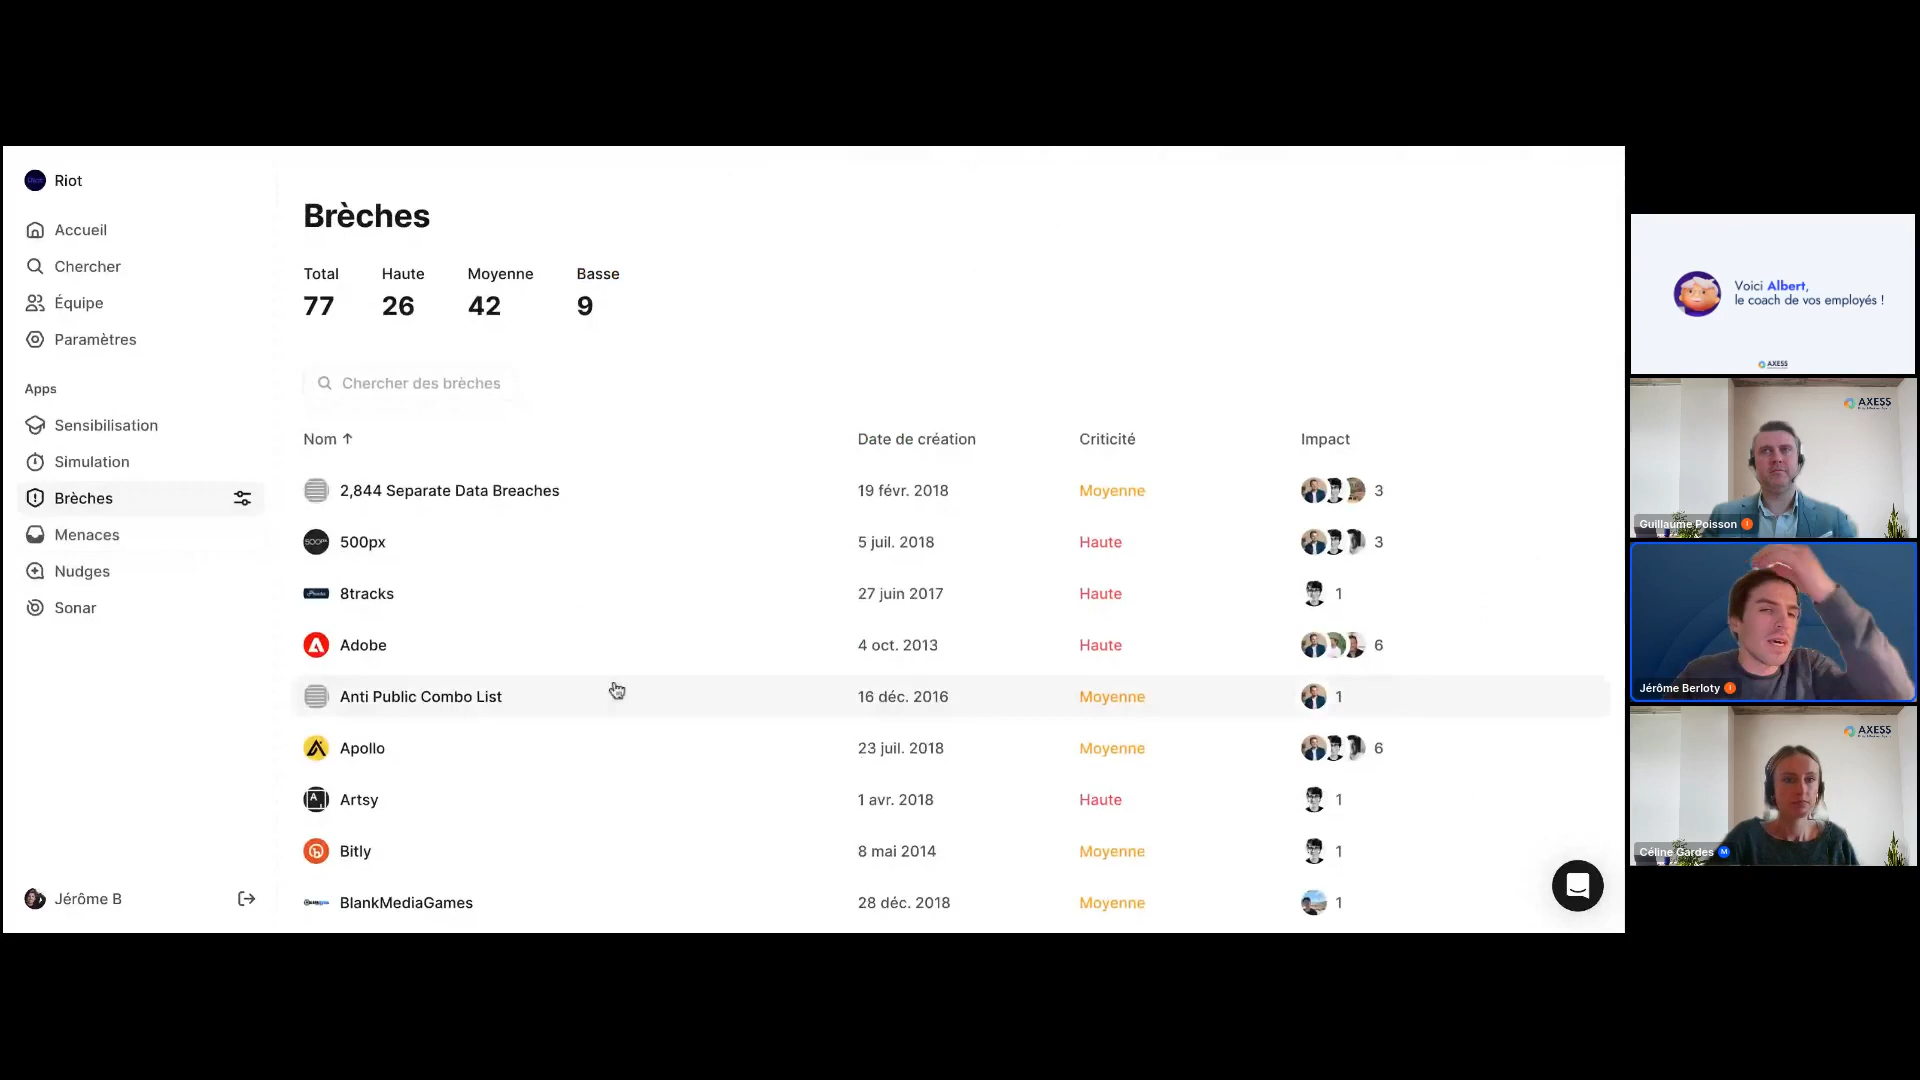 Riot
Accueil
Chercher
Équipe
Paramètres
Apps
Sensibilisation
Simulation
Brèches
Menaces
Nudges
Sonar
Jérôme B
Brèches
Total Haute Moyenne Basse
77 26 42 9
Chercher des brèches
Nom ↑ Date de création Criticité Impact
2,844 Separate Data Breaches 19 févr. 2018 Moyenne 3
500px 5 juil. 2018 Haute 3
8tracks 27 juin 2017 Haute 1
Adobe 4 oct. 2013 Haute 6
Anti Public Combo List 16 déc. 2016 Moyenne 1
Apollo 23 juil. 2018 Moyenne 6
Artsy 1 avr. 2018 Haute 1
Bitly 8 mai 2014 Moyenne 1
BlankMediaGames 28 déc. 2018 Moyenne 1
Voici Albert,
le coach de vos employés !
AXESS
AXESS
Guillaume Poisson
Jérôme Berloty
AXESS
Céline Gardes M